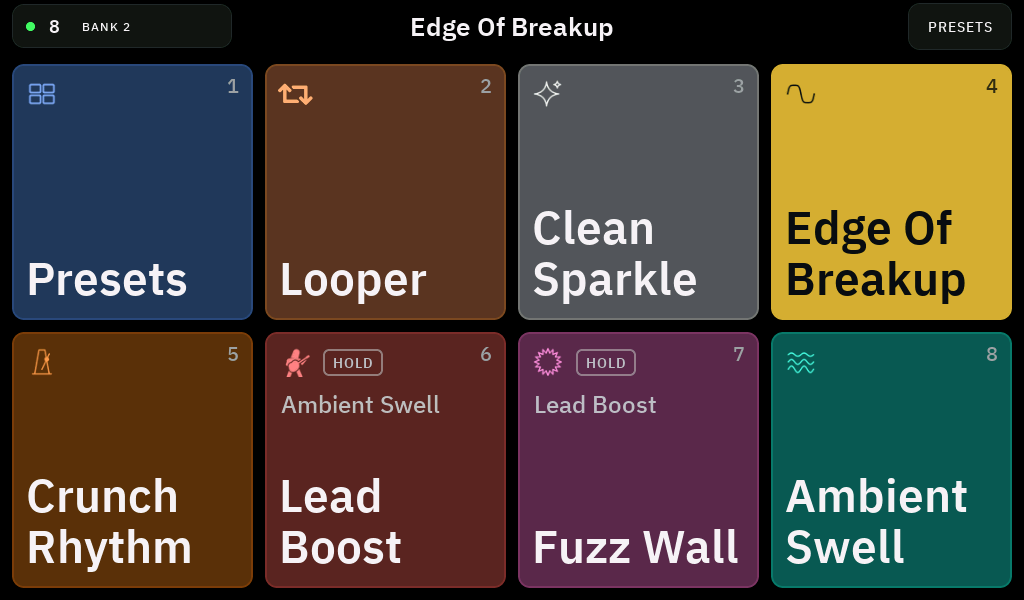 8 BANK 2
Edge Of Breakup
PRESETS
1
Presets
2
Looper
3
Clean
Sparkle
4
Edge Of
Breakup
5
Crunch
Rhythm
HOLD 6
Ambient Swell
Lead
Boost
HOLD 7
Lead Boost
Fuzz Wall
8
Ambient
Swell